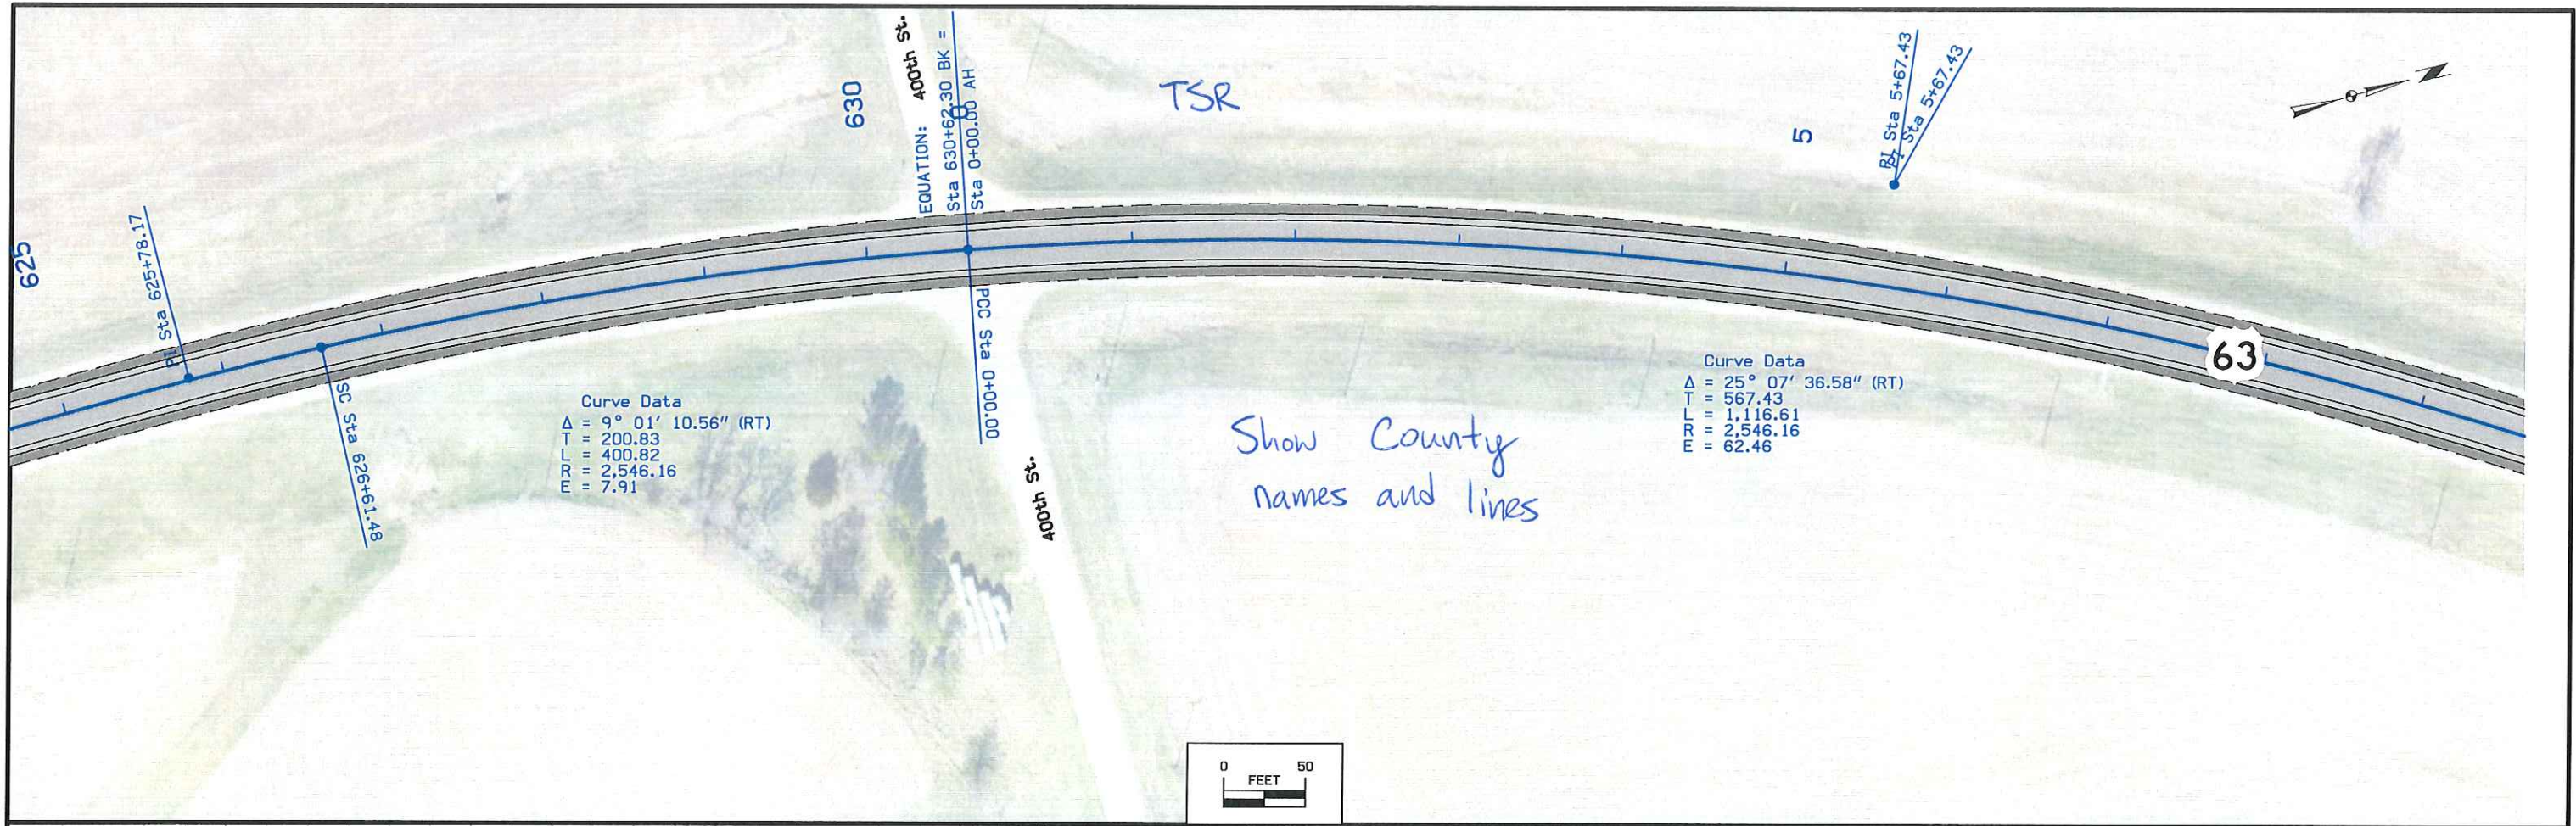 625
PI Sta 625+78.17
SC Sta 626+61.48
630
400th St.
EQUATION:
Sta 630+62.30 BK =
Sta 0+00.00 AH
0
PCC Sta 0+00.00
400th St.
TSR
5
PI Sta 5+67.43
PI Sta 5+67.43
63
Curve Data
Δ = 9° 01' 10.56" (RT)
T = 200.83
L = 400.82
R = 2,546.16
E = 7.91
Show County
names and lines
Curve Data
Δ = 25° 07' 36.58" (RT)
T = 567.43
L = 1,116.61
R = 2,546.16
E = 62.46
0 50
FEET